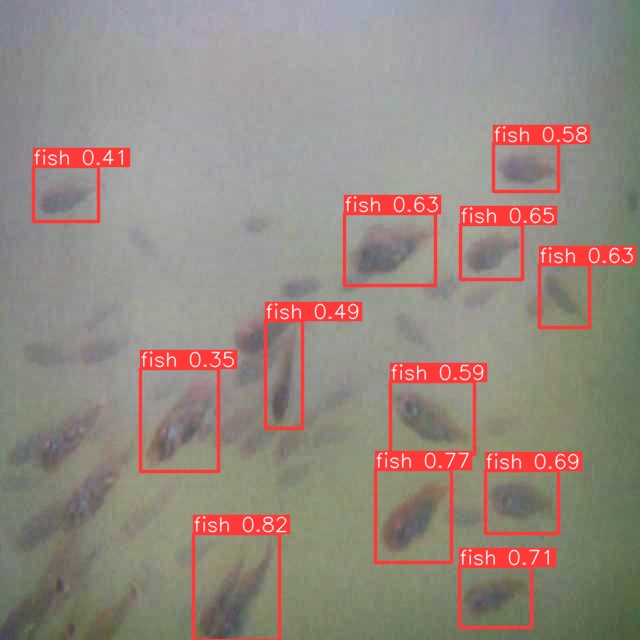 fish 0.58
fish 0.41
fish 0.63
fish 0.65
fish 0.63
fish 0.49
fish 0.35
fish 0.59
fish 0.77
fish 0.69
fish 0.82
fish 0.71